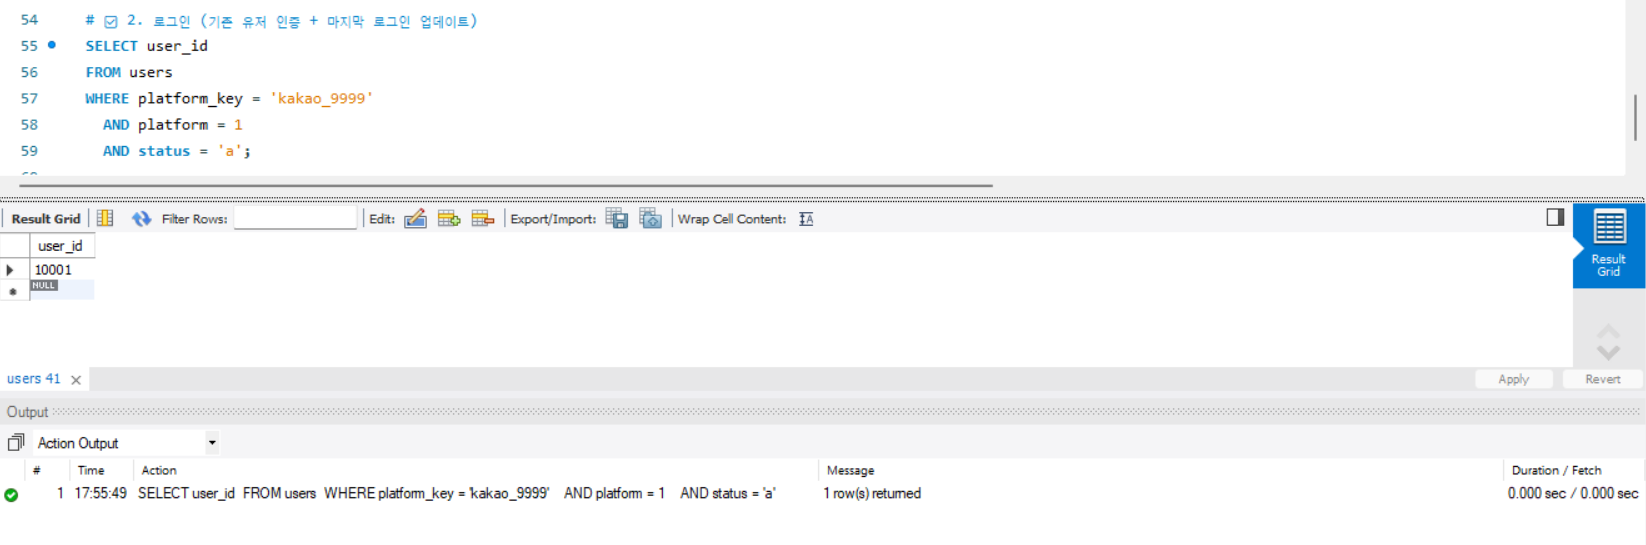 54 # ☑ 2. 로그인 (기존 유저 인증 + 마지막 로그인 업데이트)
55 SELECT user_id
56 FROM users
57 WHERE platform_key = 'kakao_9999'
58 AND platform = 1
59 AND status = 'a';
Result Grid Filter Rows: Edit: Export/Import: Wrap Cell Content:
user_id
10001
NULL
Result
Grid
users 41 ×
Apply Revert
Output
Action Output
# Time Action Message Duration / Fetch
1 17:55:49 SELECT user_id FROM users WHERE platform_key = 'kakao_9999' AND platform = 1 AND status = 'a' 1 row(s) returned 0.000 sec / 0.000 sec